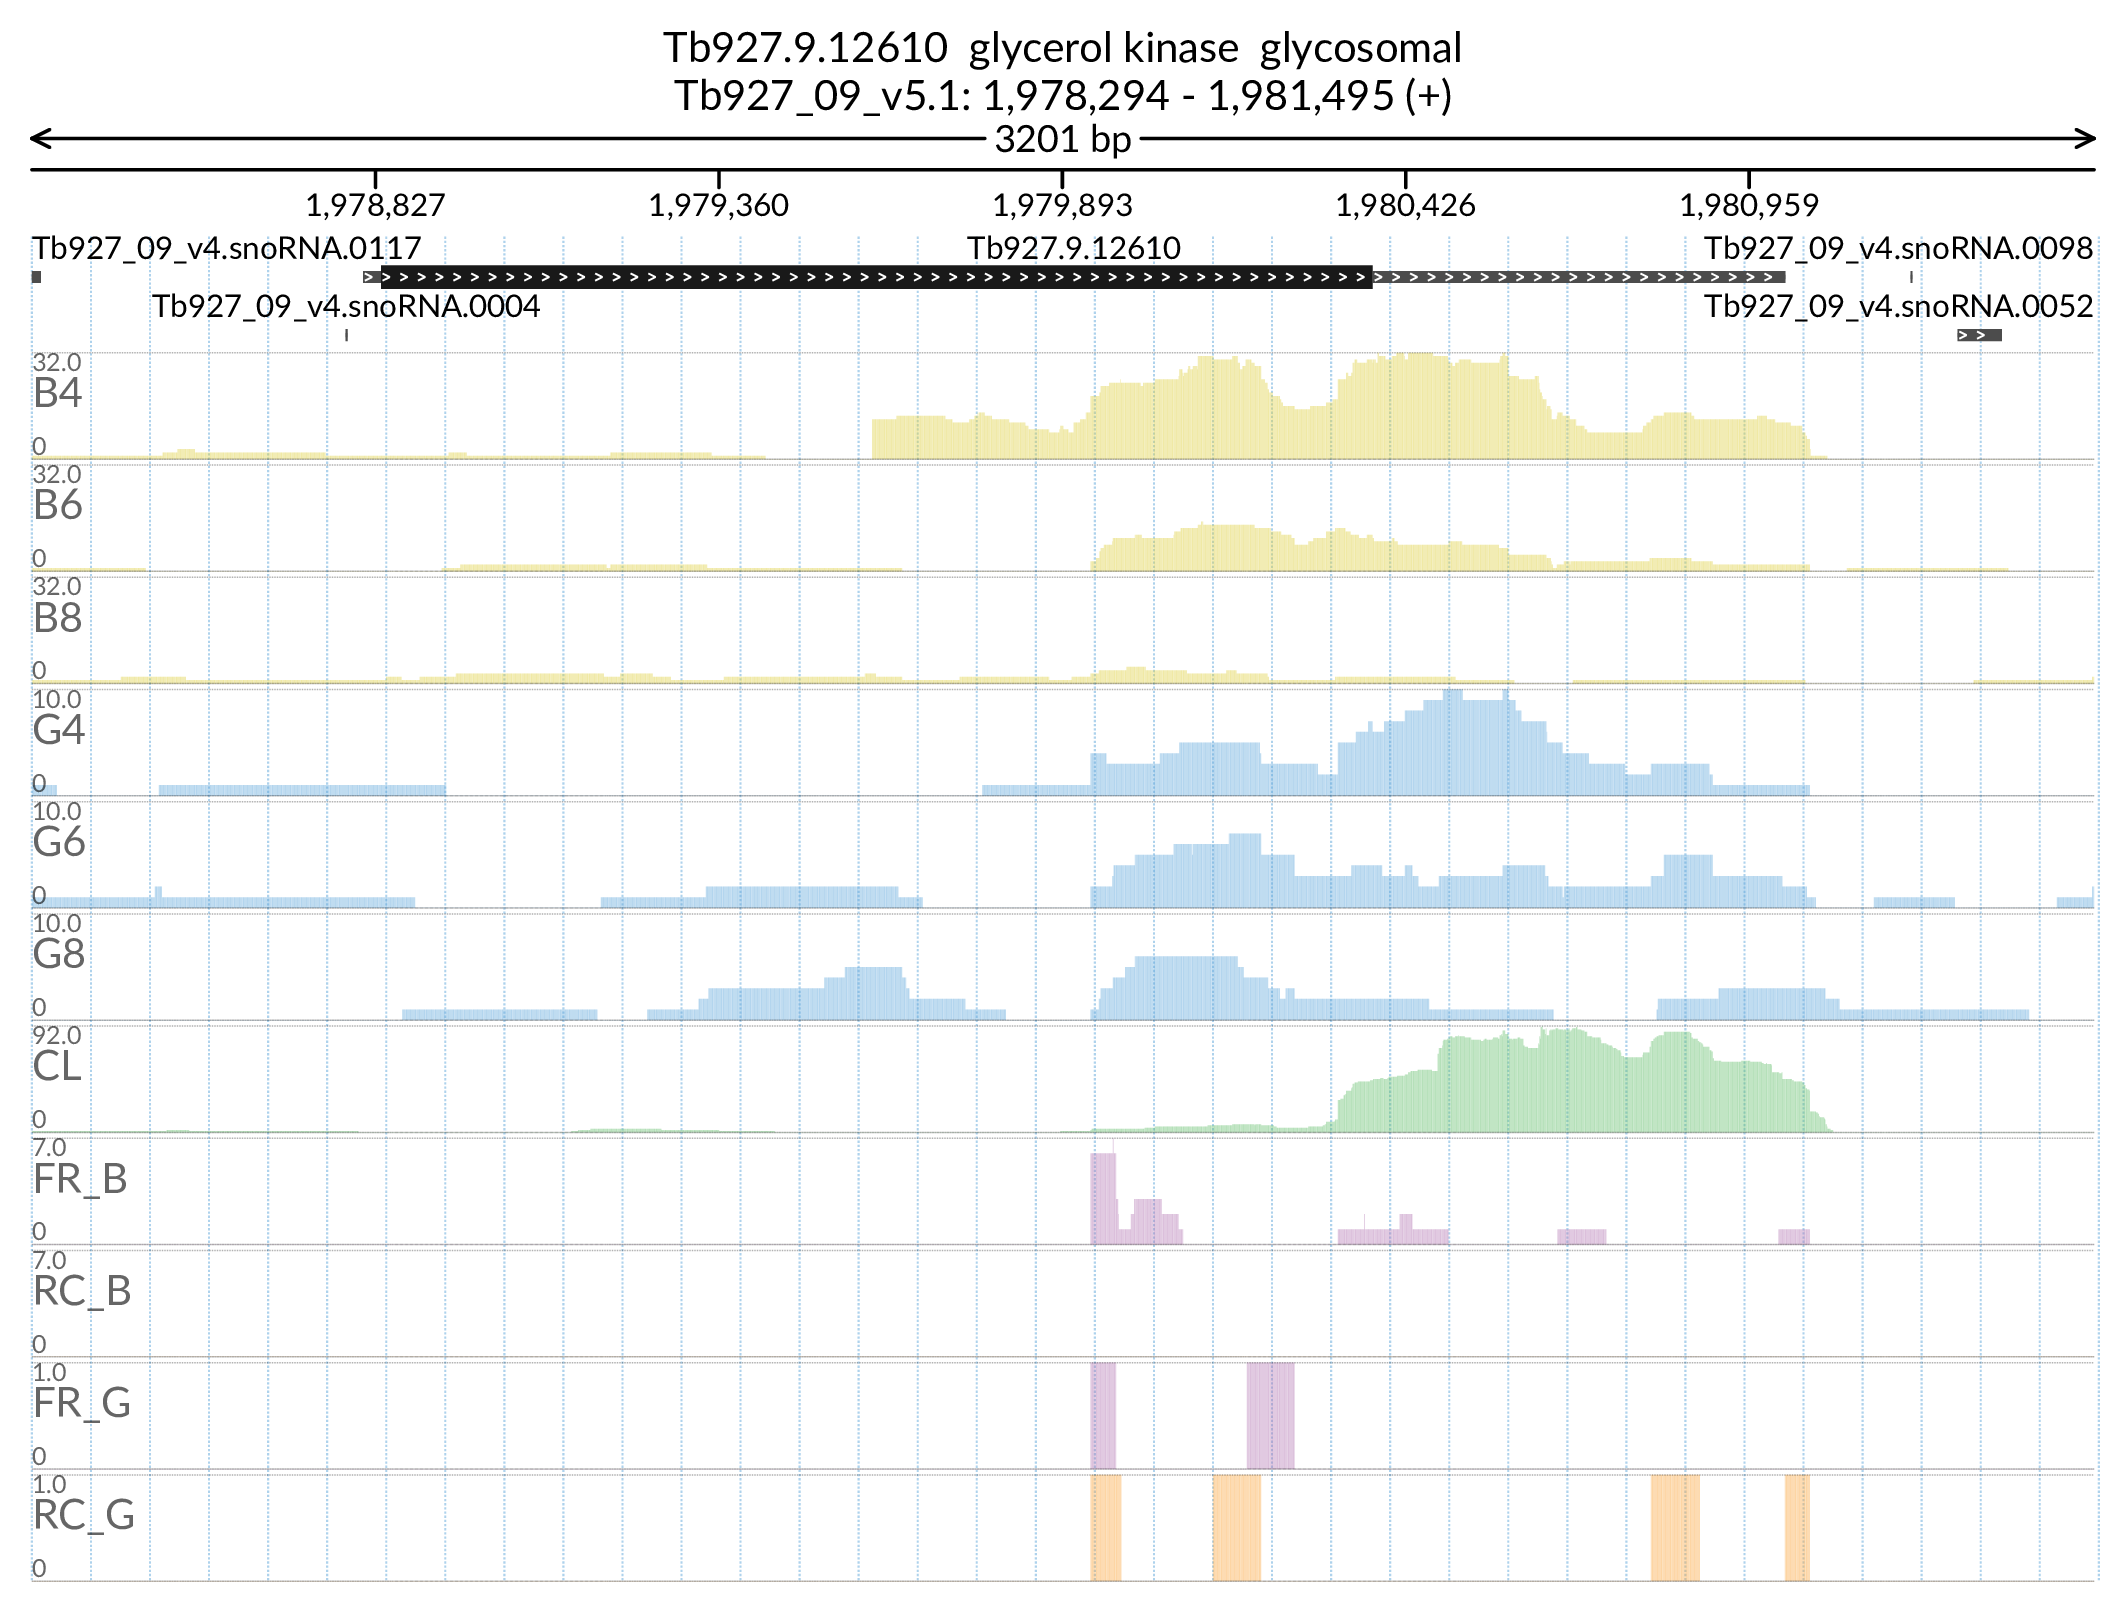 Tb927.9.12610  glycerol kinase  glycosomal
Tb927_09_v5.1: 1,978,294 - 1,981,495 (+)
3201 bp
1,978,827 1,979,360 1,979,893 1,980,426 1,980,959
Tb927_09_v4.snoRNA.0117 Tb927.9.12610 Tb927_09_v4.snoRNA.0098
Tb927_09_v4.snoRNA.0004 Tb927_09_v4.snoRNA.0052
32.0
B4
0
32.0
B6
0
32.0
B8
0
10.0
G4
0
10.0
G6
0
10.0
G8
0
92.0
CL
0
7.0
FR_B
0
7.0
RC_B
0
1.0
FR_G
0
1.0
RC_G
0